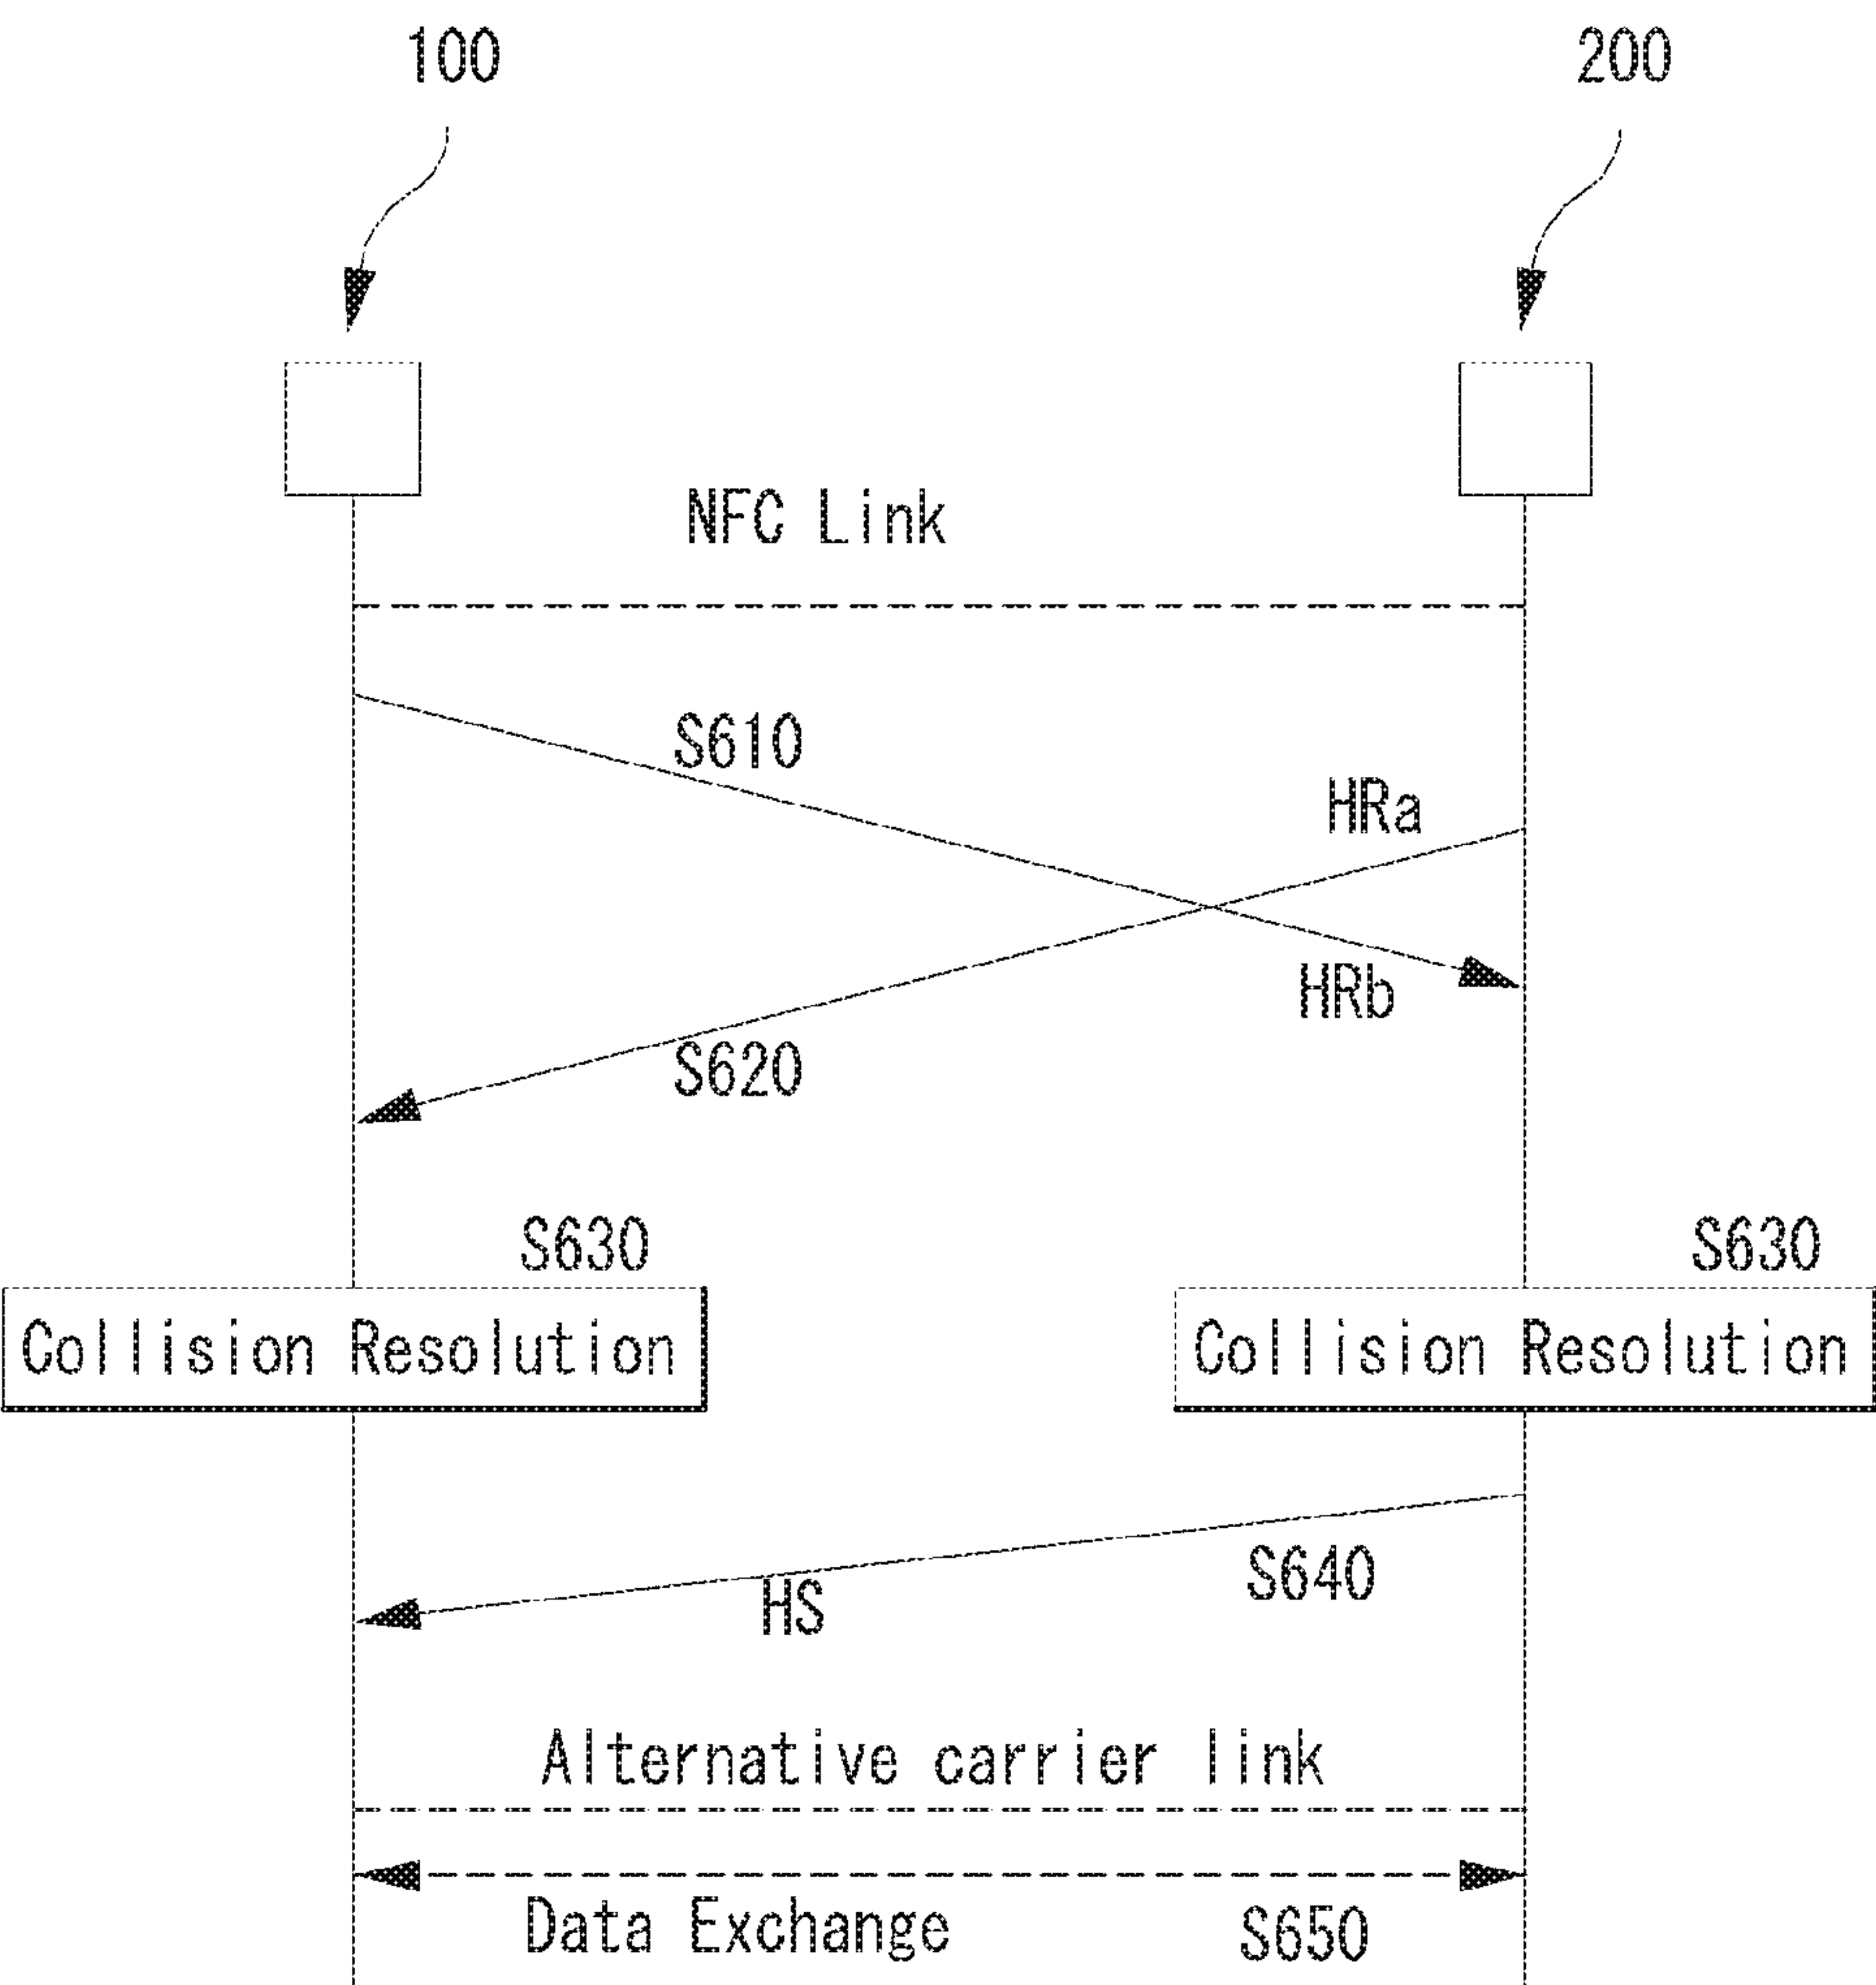 100
200
NFC Link
S610
HRa
HRb
S620
S630
S630
Collision Resolution
Collision Resolution
S640
HS
Alternative carrier link
Data Exchange
S650